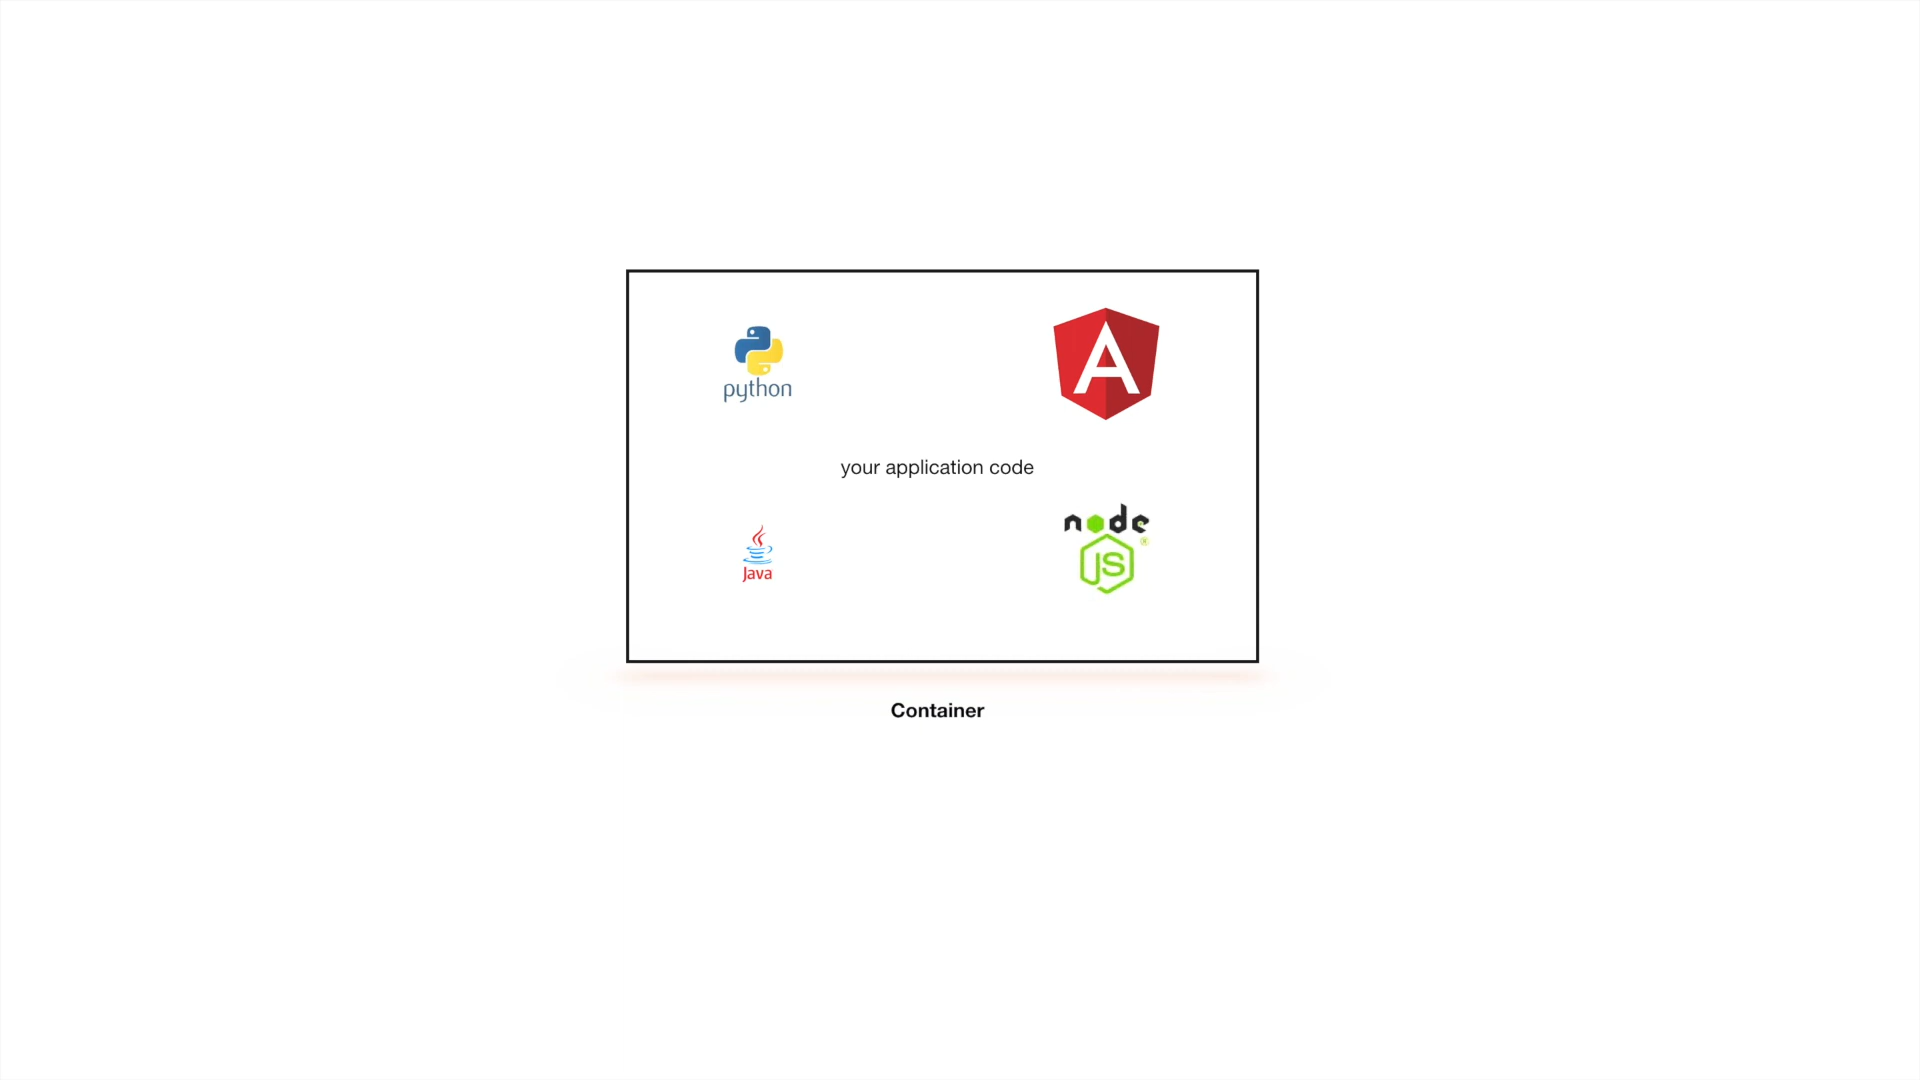 python
A
your application code
node
JS
®
Java
Container